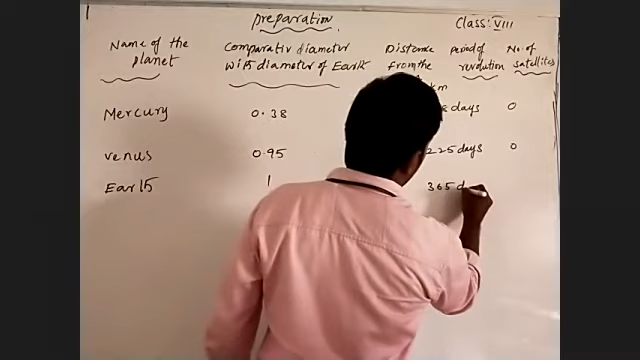 preparation
Class: VIII
Name of the planet
Comparativ diameter with diameter of Earth
Distance from the km
Period of revolution
No. of satellites
Mercury 0.38 8 days 0
Venus 0.95 225 days 0
Earth 1 365 d